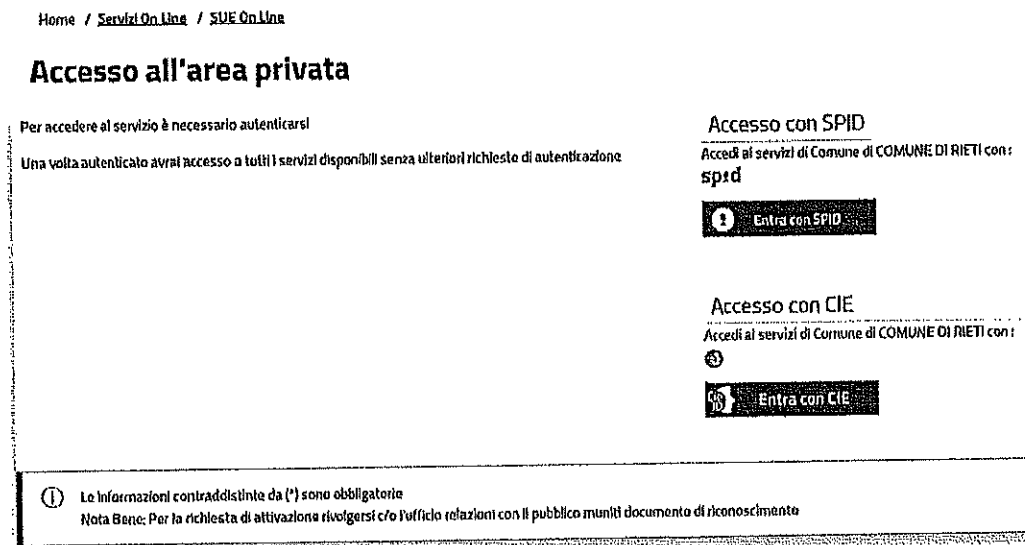 Home / Servizi On Line / SUE On Line
Accesso all'area privata
Per accedere al servizio è necessario autenticarsi
Una volta autenticato avrai accesso a tutti i servizi disponibili senza ulteriori richieste di autenticazione
Accesso con SPID
Accedi ai servizi di Comune di COMUNE DI RIETI con:
spid
Entra con SPID
Accesso con CIE
Accedi ai servizi di Comune di COMUNE DI RIETI con:
Entra con CIE
Le informazioni contraddistinte da (*) sono obbligatorie
Nota Bene: Per la richiesta di attivazione rivolgersi c/o l'ufficio relazioni con il pubblico muniti documento di riconoscimento